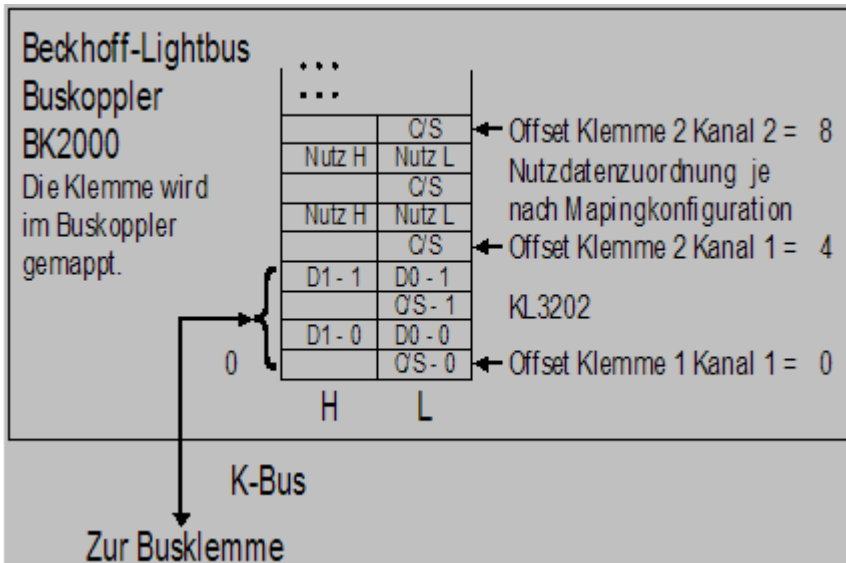 Beckhoff-Lightbus
Buskoppler
BK2000
Die Klemme wird
im Buskoppler
gemappt.
C/S
Nutz H Nutz L
C/S
Nutz H Nutz L
C/S
D1 - 1 D0 - 1
C/S - 1
D1 - 0 D0 - 0
0 C/S - 0
H L
Offset Klemme 2 Kanal 2 = 8
Nutzdatenzuordnung je
nach Mapingkonfiguration
Offset Klemme 2 Kanal 1 = 4
KL3202
Offset Klemme 1 Kanal 1 = 0
K-Bus
Zur Busklemme